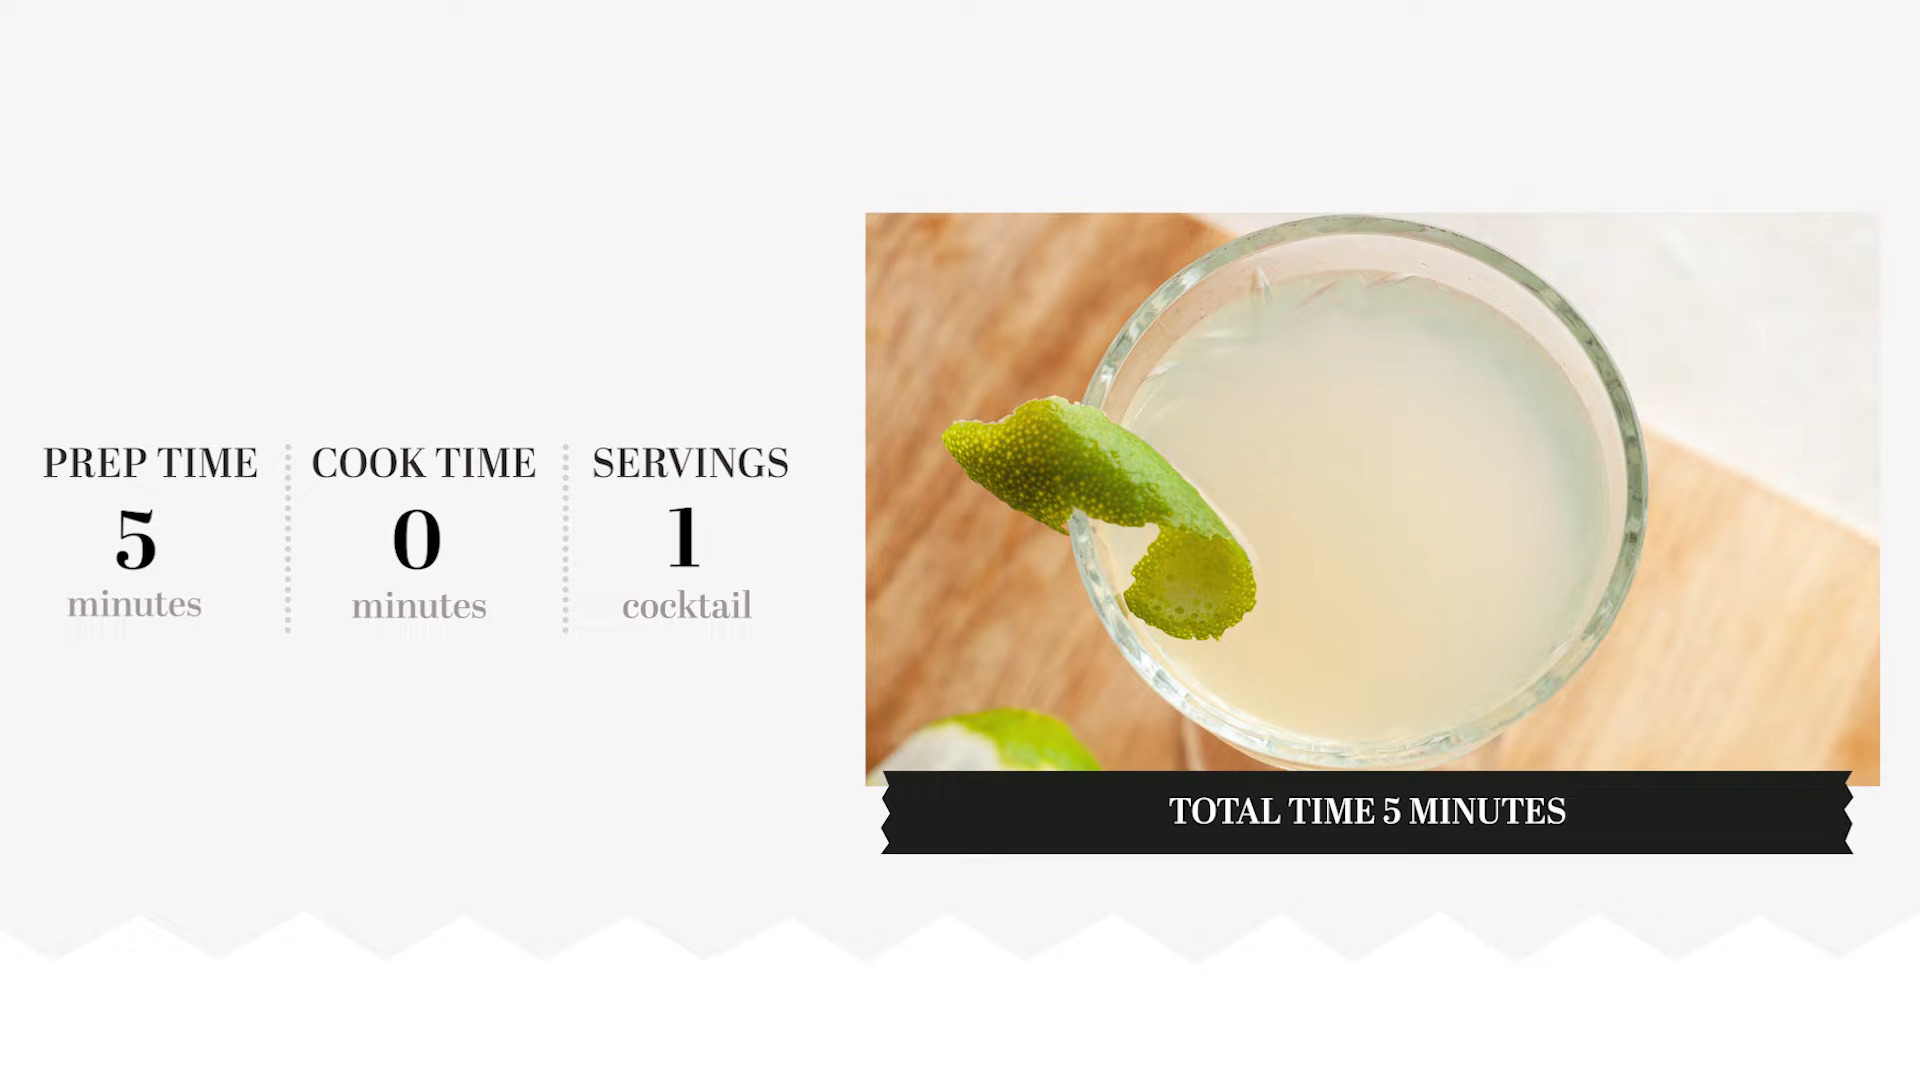 PREP TIME
5
minutes
COOK TIME
0
minutes
SERVINGS
1
cocktail
TOTAL TIME 5 MINUTES